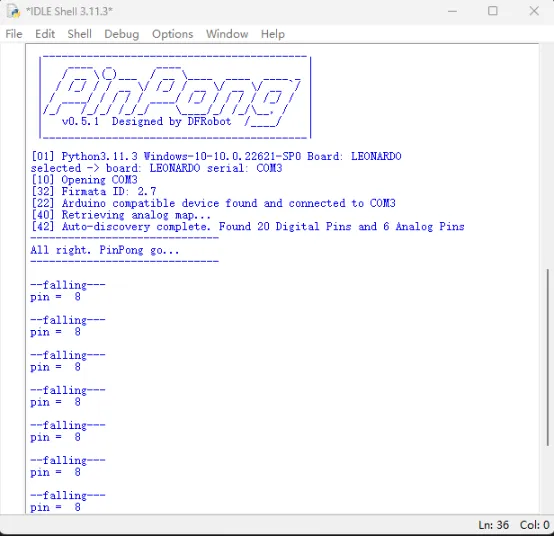 *IDLE Shell 3.11.3*
File Edit Shell Debug Options Window Help
PinPong
v0.5.1 Designed by DFRobot
[01] Python3.11.3 Windows-10-10.0.22621-SP0 Board: LEONARDO
selected -> board: LEONARDO serial: COM3
[10] Opening COM3
[32] Firmata ID: 2.7
[22] Arduino compatible device found and connected to COM3
[40] Retrieving analog map...
[42] Auto-discovery complete. Found 20 Digital Pins and 6 Analog Pins
------------------------------
All right. PinPong go...
------------------------------
--falling---
pin = 8
--falling---
pin = 8
--falling---
pin = 8
--falling---
pin = 8
--falling---
pin = 8
--falling---
pin = 8
--falling---
pin = 8
Ln: 36 Col: 0